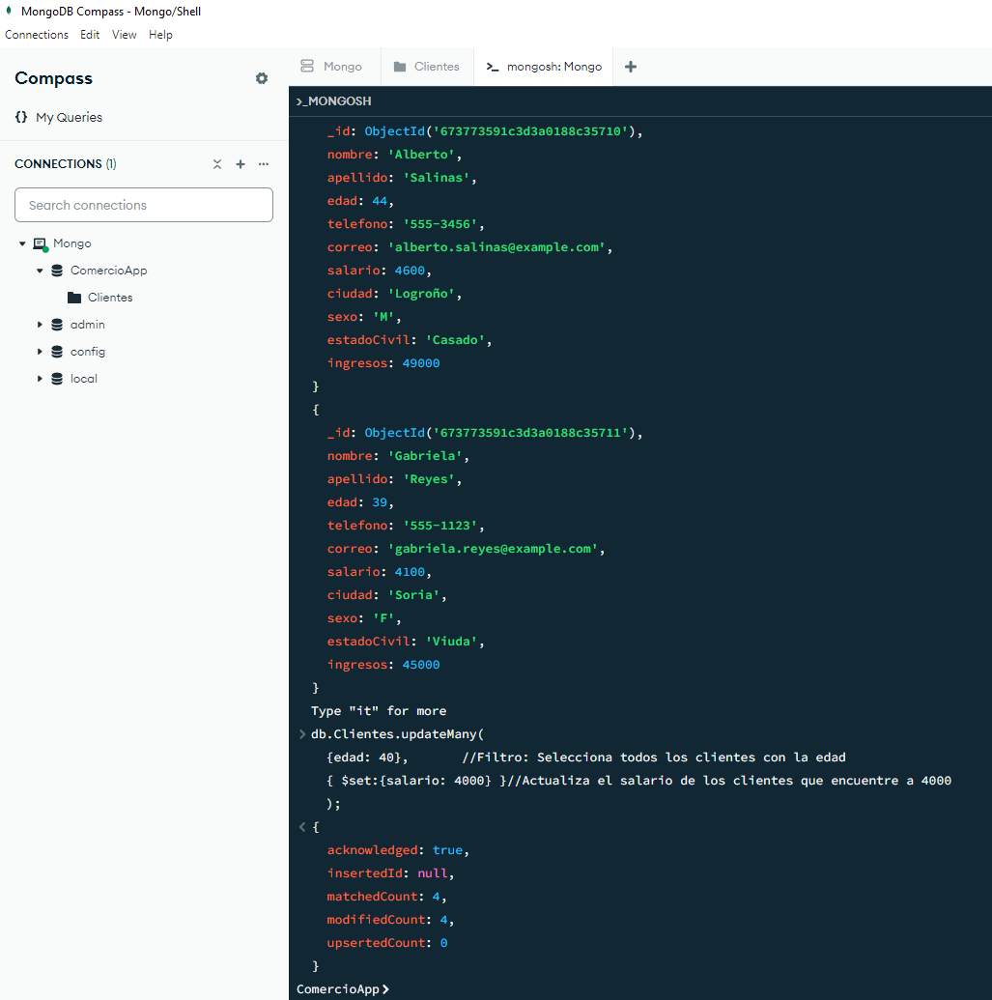 MongoDB Compass - Mongo/Shell
Connections Edit View Help
Compass
{} My Queries
CONNECTIONS (1)
Search connections
Mongo
ComercioApp
Clientes
admin
config
local
Mongo
Clientes
>_ mongosh: Mongo
>_MONGOSH
_id: ObjectId('673773591c3d3a0188c35710'),
nombre: 'Alberto',
apellido: 'Salinas',
edad: 44,
telefono: '555-3456',
correo: 'alberto.salinas@example.com',
salario: 4600,
ciudad: 'Logroño',
sexo: 'M',
estadoCivil: 'Casado',
ingresos: 49000
}
{
_id: ObjectId('673773591c3d3a0188c35711'),
nombre: 'Gabriela',
apellido: 'Reyes',
edad: 39,
telefono: '555-1123',
correo: 'gabriela.reyes@example.com',
salario: 4100,
ciudad: 'Soria',
sexo: 'F',
estadoCivil: 'Viuda',
ingresos: 45000
}
Type "it" for more
> db.Clientes.updateMany(
{edad: 40}, //Filtro: Selecciona todos los clientes con la edad
{ $set:{salario: 4000} }//Actualiza el salario de los clientes que encuentre a 4000
);
< {
acknowledged: true,
insertedId: null,
matchedCount: 4,
modifiedCount: 4,
upsertedCount: 0
}
ComercioApp>